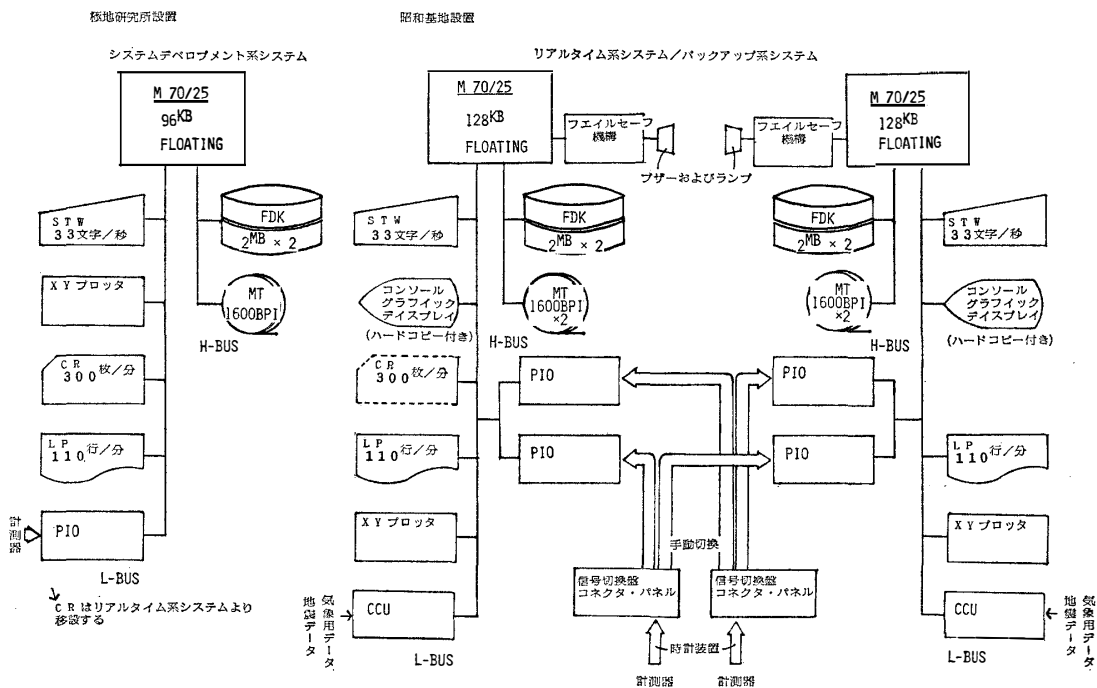 極地研究所設置
昭和基地設置
システムデベロプメント系システム
リアルタイム系システム/バックアップ系システム
M 70/25
96KB
FLOATING
STW
33文字/秒
FDK
2MB × 2
XYプロッタ
MT
1600BPI
H-BUS
CR
300枚/分
LP
110行/分
計測器
PIO
L-BUS
CRはリアルタイム系システムより
移設する
M 70/25
128KB
FLOATING
フエイルセーフ
機構
ブザーおよびランプ
フエイルセーフ
機構
M 70/25
128KB
FLOATING
STW
33文字/秒
FDK
2MB × 2
コンソール
グラフイック
デイスプレイ
(ハードコピー付き)
MT
1600BPI
×2
H-BUS
CR
300枚/分
PIO
LP
110行/分
PIO
XYプロッタ
気象用データ
地震データ
CCU
L-BUS
FDK
2MB × 2
STW
33文字/秒
MT
1600BPI
×2
コンソール
グラフイック
デイスプレイ
(ハードコピー付き)
H-BUS
PIO
PIO
LP
110行/分
XYプロッタ
手動切換
信号切換盤
コネクタ・パネル
信号切換盤
コネクタ・パネル
時計装置
計測器
計測器
CCU
気象用データ
地震データ
L-BUS